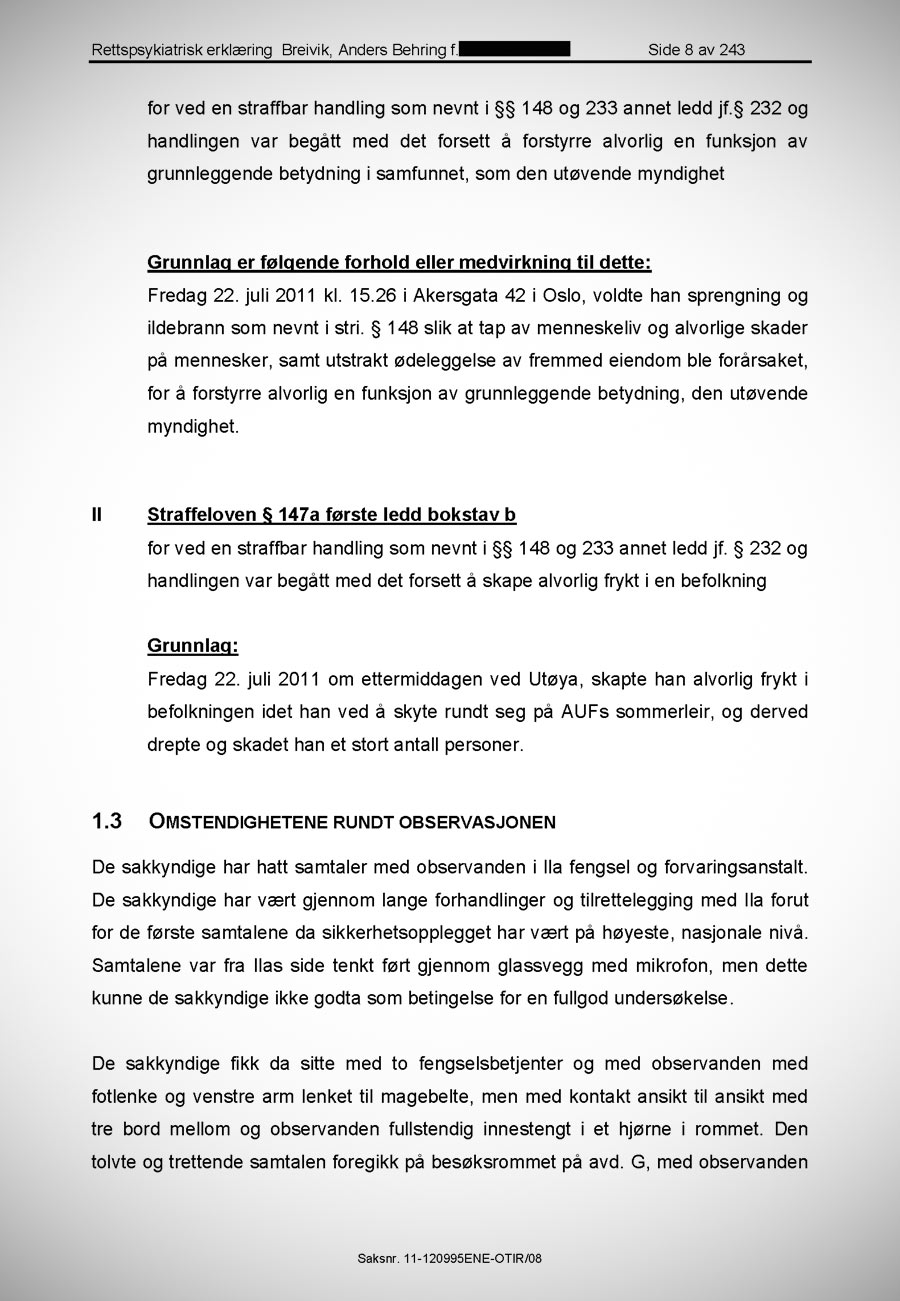 Rettspsykiatrisk erklæring Breivik, Anders Behring f. Side 8 av 243
for ved en straffbar handling som nevnt i §§ 148 og 233 annet ledd jf.§ 232 og
handlingen var begått med det forsett å forstyrre alvorlig en funksjon av
grunnleggende betydning i samfunnet, som den utøvende myndighet
Grunnlag er følgende forhold eller medvirkning til dette:
Fredag 22. juli 2011 kl. 15.26 i Akersgata 42 i Oslo, voldte han sprengning og
ildebrann som nevnt i stri. § 148 slik at tap av menneskeliv og alvorlige skader
på mennesker, samt utstrakt ødeleggelse av fremmed eiendom ble forårsaket,
for å forstyrre alvorlig en funksjon av grunnleggende betydning, den utøvende
myndighet.
II Straffeloven § 147a første ledd bokstav b
for ved en straffbar handling som nevnt i §§ 148 og 233 annet ledd jf. § 232 og
handlingen var begått med det forsett å skape alvorlig frykt i en befolkning
Grunnlag:
Fredag 22. juli 2011 om ettermiddagen ved Utøya, skapte han alvorlig frykt i
befolkningen idet han ved å skyte rundt seg på AUFs sommerleir, og derved
drepte og skadet han et stort antall personer.
1.3 OMSTENDIGHETENE RUNDT OBSERVASJONEN
De sakkyndige har hatt samtaler med observanden i Ila fengsel og forvaringsanstalt.
De sakkyndige har vært gjennom lange forhandlinger og tilrettelegging med Ila forut
for de første samtalene da sikkerhetsopplegget har vært på høyeste, nasjonale nivå.
Samtalene var fra Ilas side tenkt ført gjennom glassvegg med mikrofon, men dette
kunne de sakkyndige ikke godta som betingelse for en fullgod undersøkelse.
De sakkyndige fikk da sitte med to fengselsbetjenter og med observanden med
fotlenke og venstre arm lenket til magebelte, men med kontakt ansikt til ansikt med
tre bord mellom og observanden fullstendig innestengt i et hjørne i rommet. Den
tolvte og trettende samtalen foregikk på besøksrommet på avd. G, med observanden
Saksnr. 11-120995ENE-OTIR/08